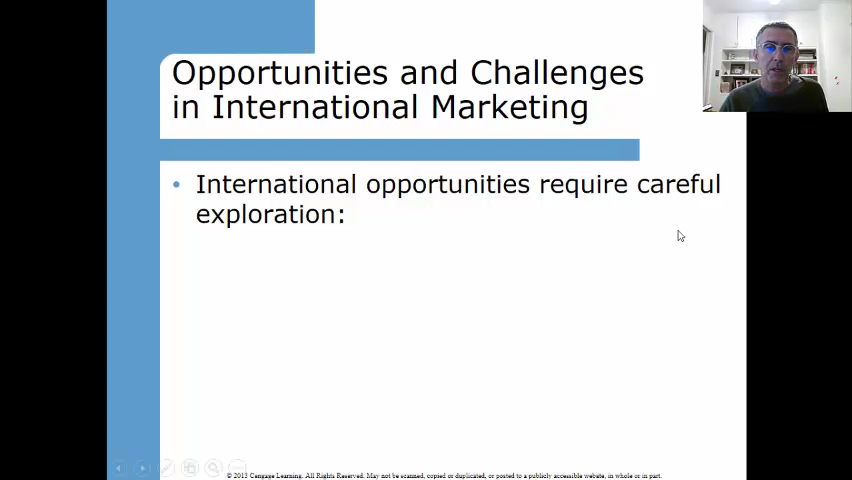 Opportunities and Challenges
in International Marketing
• International opportunities require careful
exploration:
© 2013 Cengage Learning. All Rights Reserved. May not be scanned, copied or duplicated, or posted to a publicly accessible website, in whole or in part.